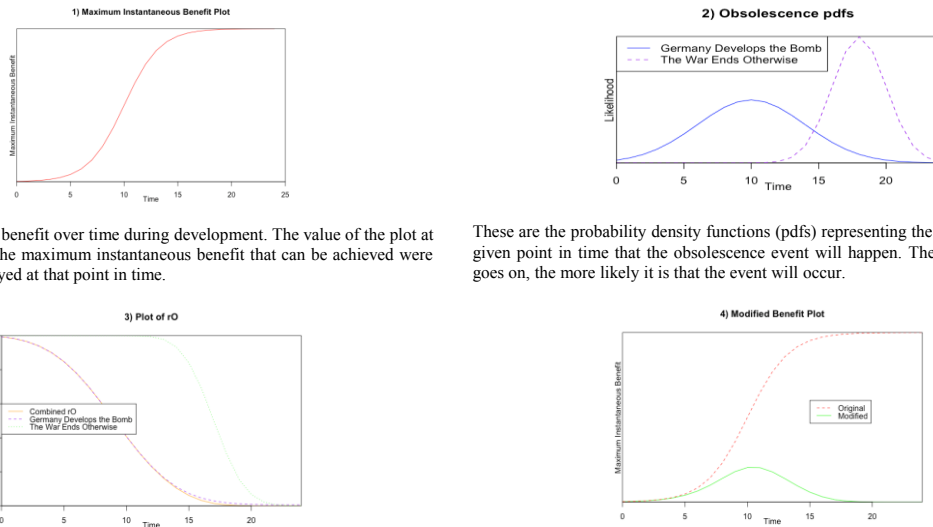 1) Maximum Instantaneous Benefit Plot
Maximum Instantaneous Benefit
0 5 10 15 20 25
Time
benefit over time during development. The value of the plot at
he maximum instantaneous benefit that can be achieved were
yed at that point in time.
2) Obsolescence pdfs
Germany Develops the Bomb
The War Ends Otherwise
Likelihood
0 5 10 15 20
Time
These are the probability density functions (pdfs) representing the
given point in time that the obsolescence event will happen. The
goes on, the more likely it is that the event will occur.
3) Plot of rO
Combined rO
Germany Develops the Bomb
The War Ends Otherwise
0 5 10 15 20
Time
4) Modified Benefit Plot
Maximum Instantaneous Benefit
Original
Modified
0 5 10 15 20
Time